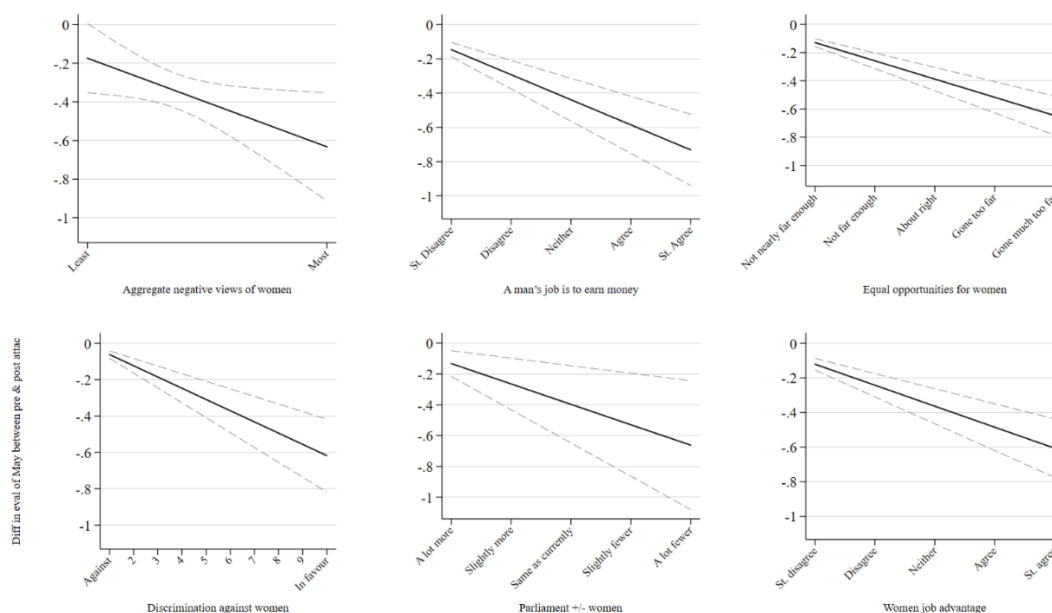 0
-.2
-.4
-.6
-.8
-1
Least
Most
Aggregate negative views of women
0
-.2
-.4
-.6
-.8
-1
St. Disagree
Disagree
Neither
Agree
St. Agree
A man's job is to earn money
0
-.2
-.4
-.6
-.8
-1
Not nearly far enough
Not far enough
About right
Gone too far
Gone much too far
Equal opportunities for women
Diff in eval of May between pre & post attac
0
-.2
-.4
-.6
-.8
-1
Against
2
3
4
5
6
7
8
9
In favour
Discrimination against women
0
-.2
-.4
-.6
-.8
-1
A lot more
Slightly more
Same as currently
Slightly fewer
A lot fewer
Parliament +/- women
0
-.2
-.4
-.6
-.8
-1
St. disagree
Disagree
Neither
Agree
St. agree
Women job advantage